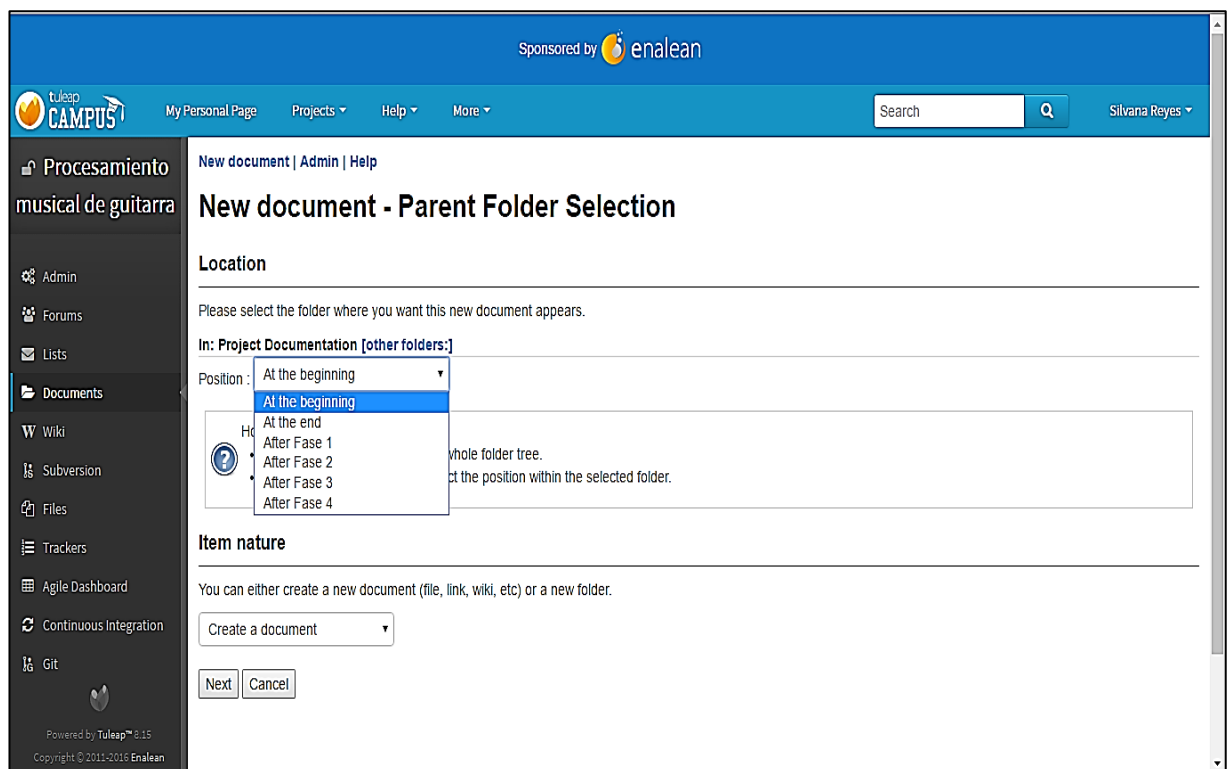 Sponsored by enalean
tuleap CAMPUS
My Personal Page Projects Help More Search Silvana Reyes
Procesamiento
musical de guitarra
Admin
Forums
Lists
Documents
Wiki
Subversion
Files
Trackers
Agile Dashboard
Continuous Integration
Git
Powered by Tuleap™ 8.15
Copyright © 2011-2016 Enalean
New document | Admin | Help
New document - Parent Folder Selection
Location
Please select the folder where you want this new document appears.
In: Project Documentation [other folders:]
Position : At the beginning
At the beginning
At the end
After Fase 1
After Fase 2
After Fase 3
After Fase 4
whole folder tree.
the position within the selected folder.
Item nature
You can either create a new document (file, link, wiki, etc) or a new folder.
Create a document
Next Cancel